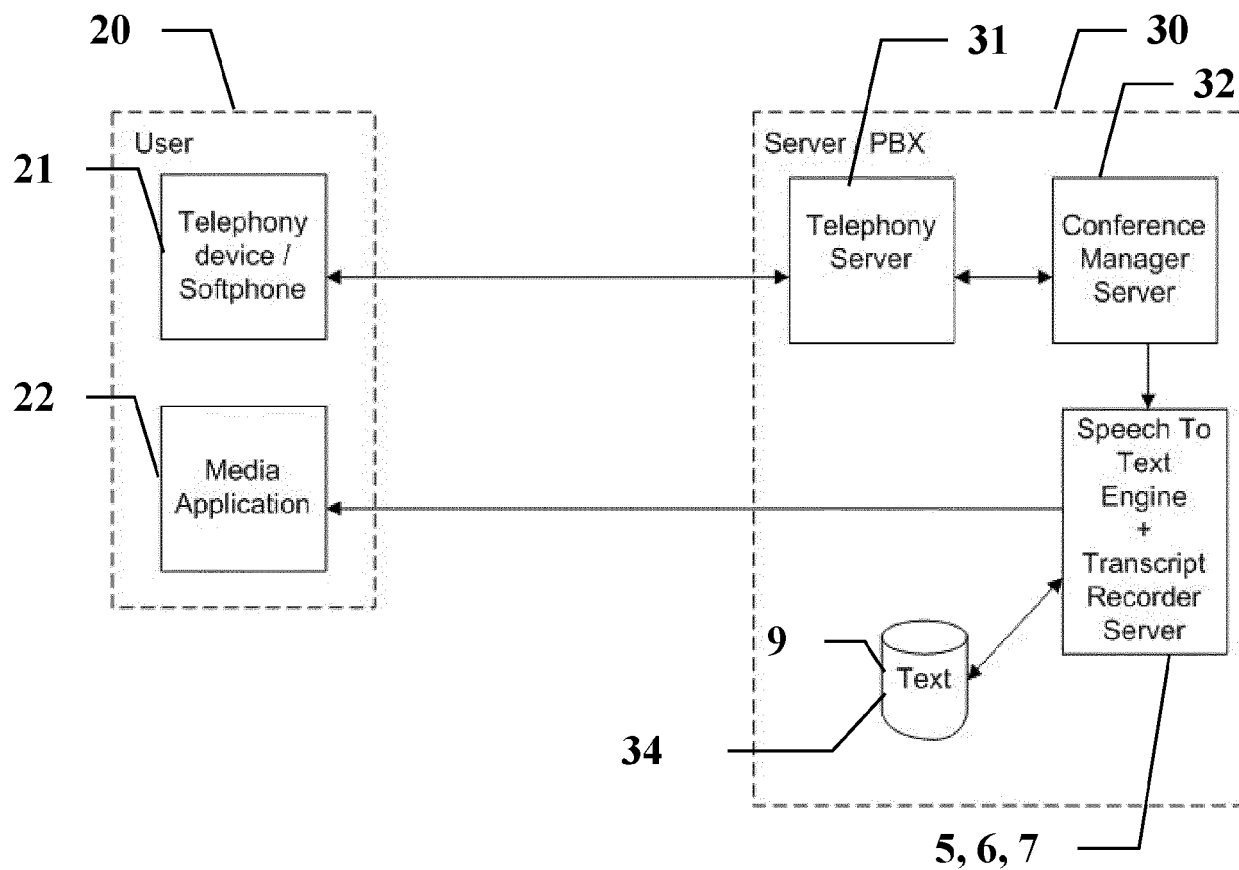 20
31
30
32
User
Server / PBX
21
Telephony
device /
Softphone
Telephony
Server
Conference
Manager
Server
22
Media
Application
Speech To
Text
Engine
+
Transcript
Recorder
Server
9
Text
34
5, 6, 7